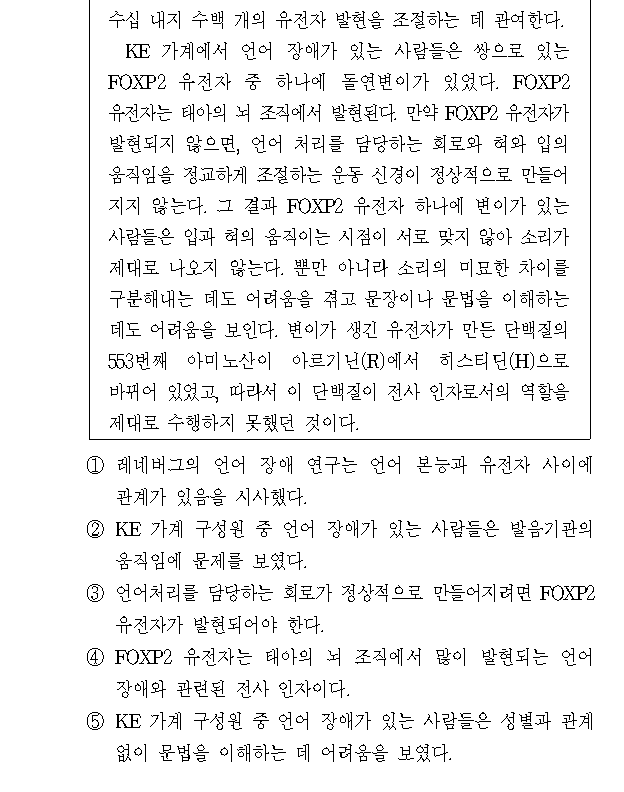 수십 내지 수백 개의 유전자 발현을 조절하는 데 관여한다.
KE 가계에서 언어 장애가 있는 사람들은 쌍으로 있는
FOXP2 유전자 중 하나에 돌연변이가 있었다. FOXP2
유전자는 태아의 뇌 조직에서 발현된다. 만약 FOXP2 유전자가
발현되지 않으면, 언어 처리를 담당하는 회로와 혀와 입의
움직임을 정교하게 조절하는 운동 신경이 정상적으로 만들어
지지 않는다. 그 결과 FOXP2 유전자 하나에 변이가 있는
사람들은 입과 혀의 움직이는 시점이 서로 맞지 않아 소리가
제대로 나오지 않는다. 뿐만 아니라 소리의 미묘한 차이를
구분해내는 데도 어려움을 겪고 문장이나 문법을 이해하는
데도 어려움을 보인다. 변이가 생긴 유전자가 만든 단백질의
553번째 아미노산이 아르기닌(R)에서 히스티딘(H)으로
바뀌어 있었고, 따라서 이 단백질이 전사 인자로서의 역할을
제대로 수행하지 못했던 것이다.
① 레네버그의 언어 장애 연구는 언어 본능과 유전자 사이에
관계가 있음을 시사했다.
② KE 가계 구성원 중 언어 장애가 있는 사람들은 발음기관의
움직임에 문제를 보였다.
③ 언어처리를 담당하는 회로가 정상적으로 만들어지려면 FOXP2
유전자가 발현되어야 한다.
④ FOXP2 유전자는 태아의 뇌 조직에서 많이 발현되는 언어
장애와 관련된 전사 인자이다.
⑤ KE 가계 구성원 중 언어 장애가 있는 사람들은 성별과 관계
없이 문법을 이해하는 데 어려움을 보였다.